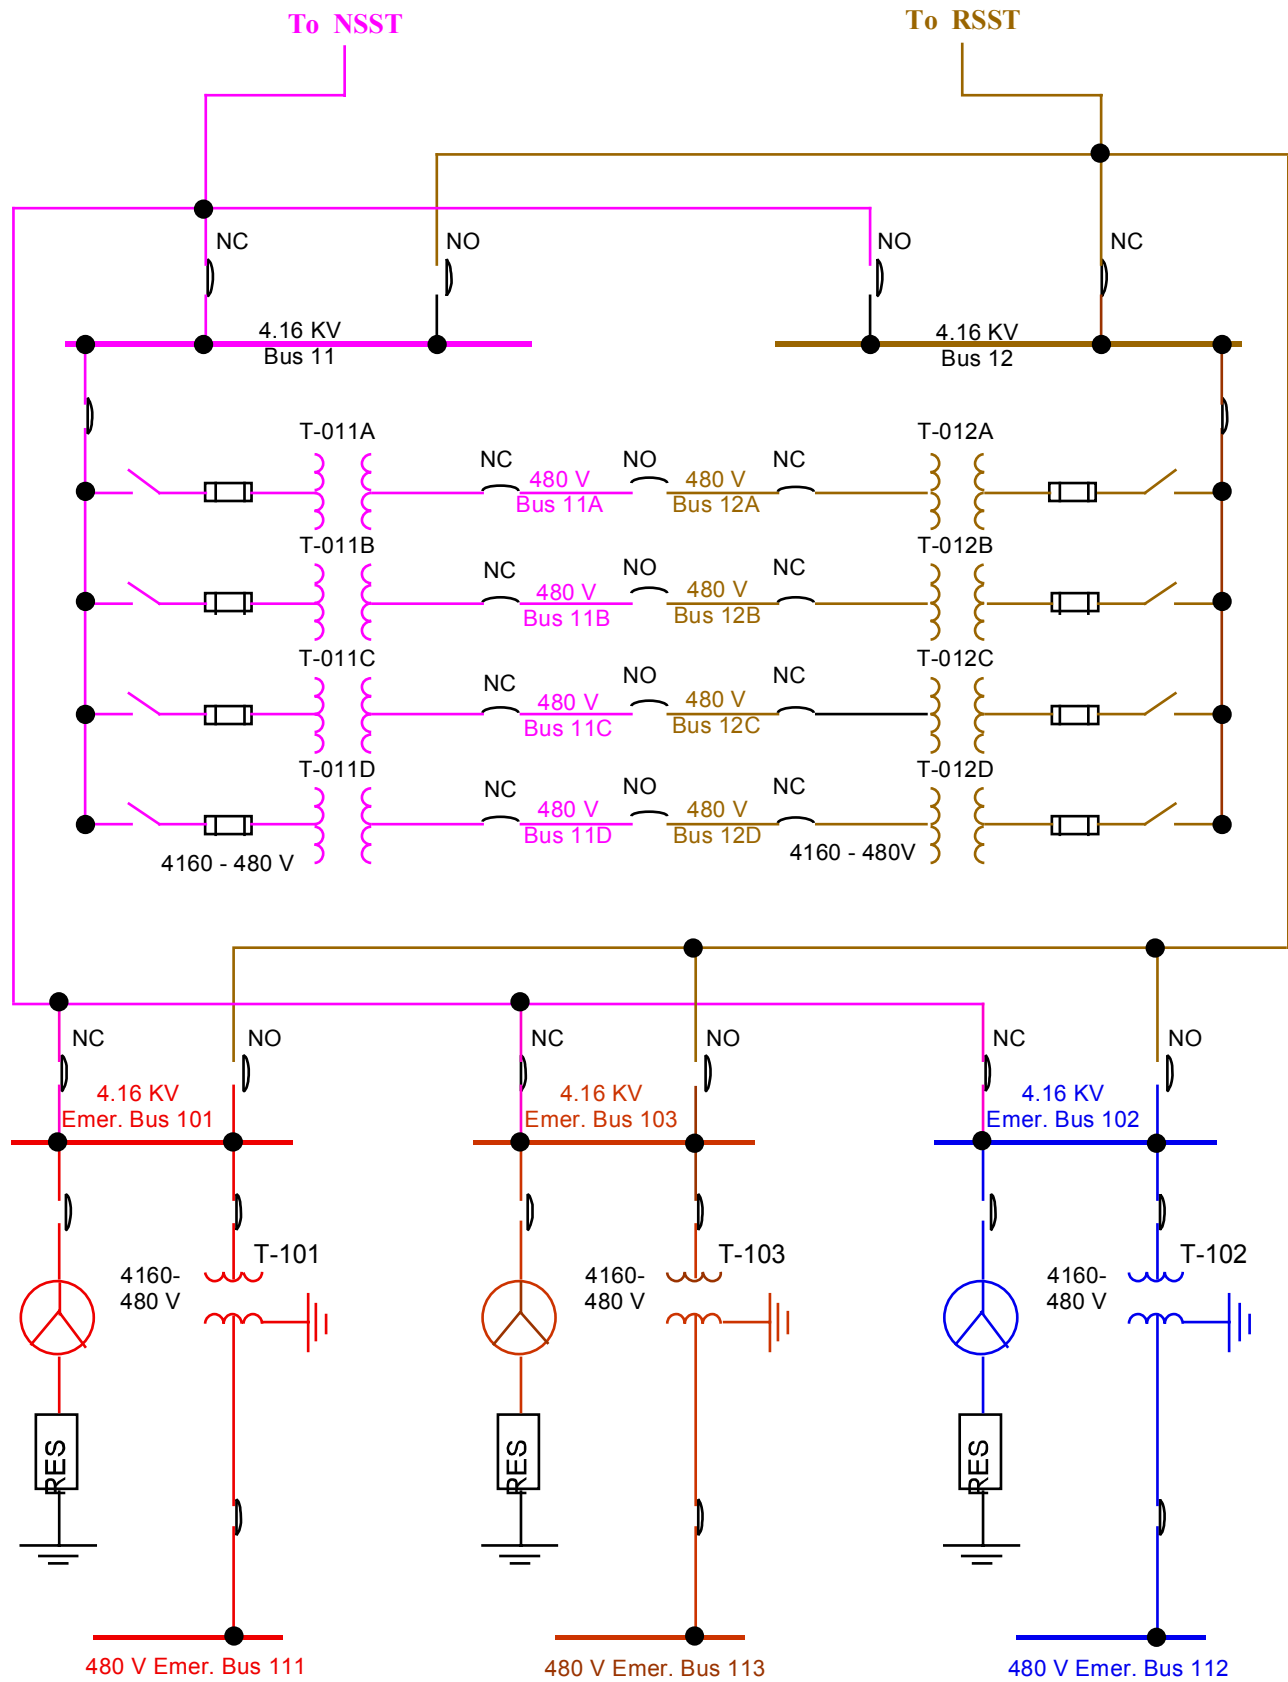 To NSST
To RSST
NC
NO
NO
NC
4.16 KV
Bus 11
4.16 KV
Bus 12
T-011A
T-012A
NC
480 V
Bus 11A
NO
480 V
Bus 12A
NC
T-011B
T-012B
NC
480 V
Bus 11B
NO
480 V
Bus 12B
NC
T-011C
T-012C
NC
480 V
Bus 11C
NO
480 V
Bus 12C
NC
T-011D
T-012D
NC
480 V
Bus 11D
NO
480 V
Bus 12D
NC
4160 - 480 V
4160 - 480V
NC
NO
NC
NO
NC
NO
4.16 KV
Emer. Bus 101
4.16 KV
Emer. Bus 103
4.16 KV
Emer. Bus 102
T-101
4160-
480 V
T-103
4160-
480 V
T-102
4160-
480 V
RES
RES
RES
480 V Emer. Bus 111
480 V Emer. Bus 113
480 V Emer. Bus 112